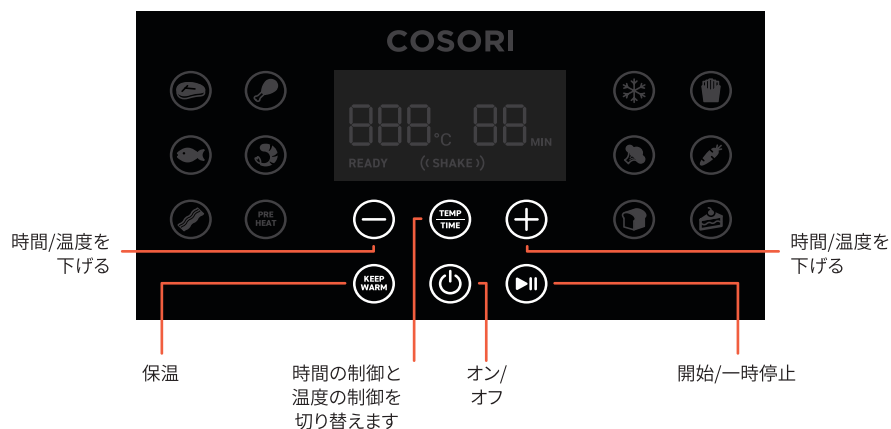 COSORI
888 °C 88 MIN
READY ((SHAKE))
PRE
HEAT
TEMP
TIME
KEEP
WARM
時間/温度を
下げる
時間/温度を
下げる
保温
時間の制御と
温度の制御を
切り替えます
オン/
オフ
開始/一時停止